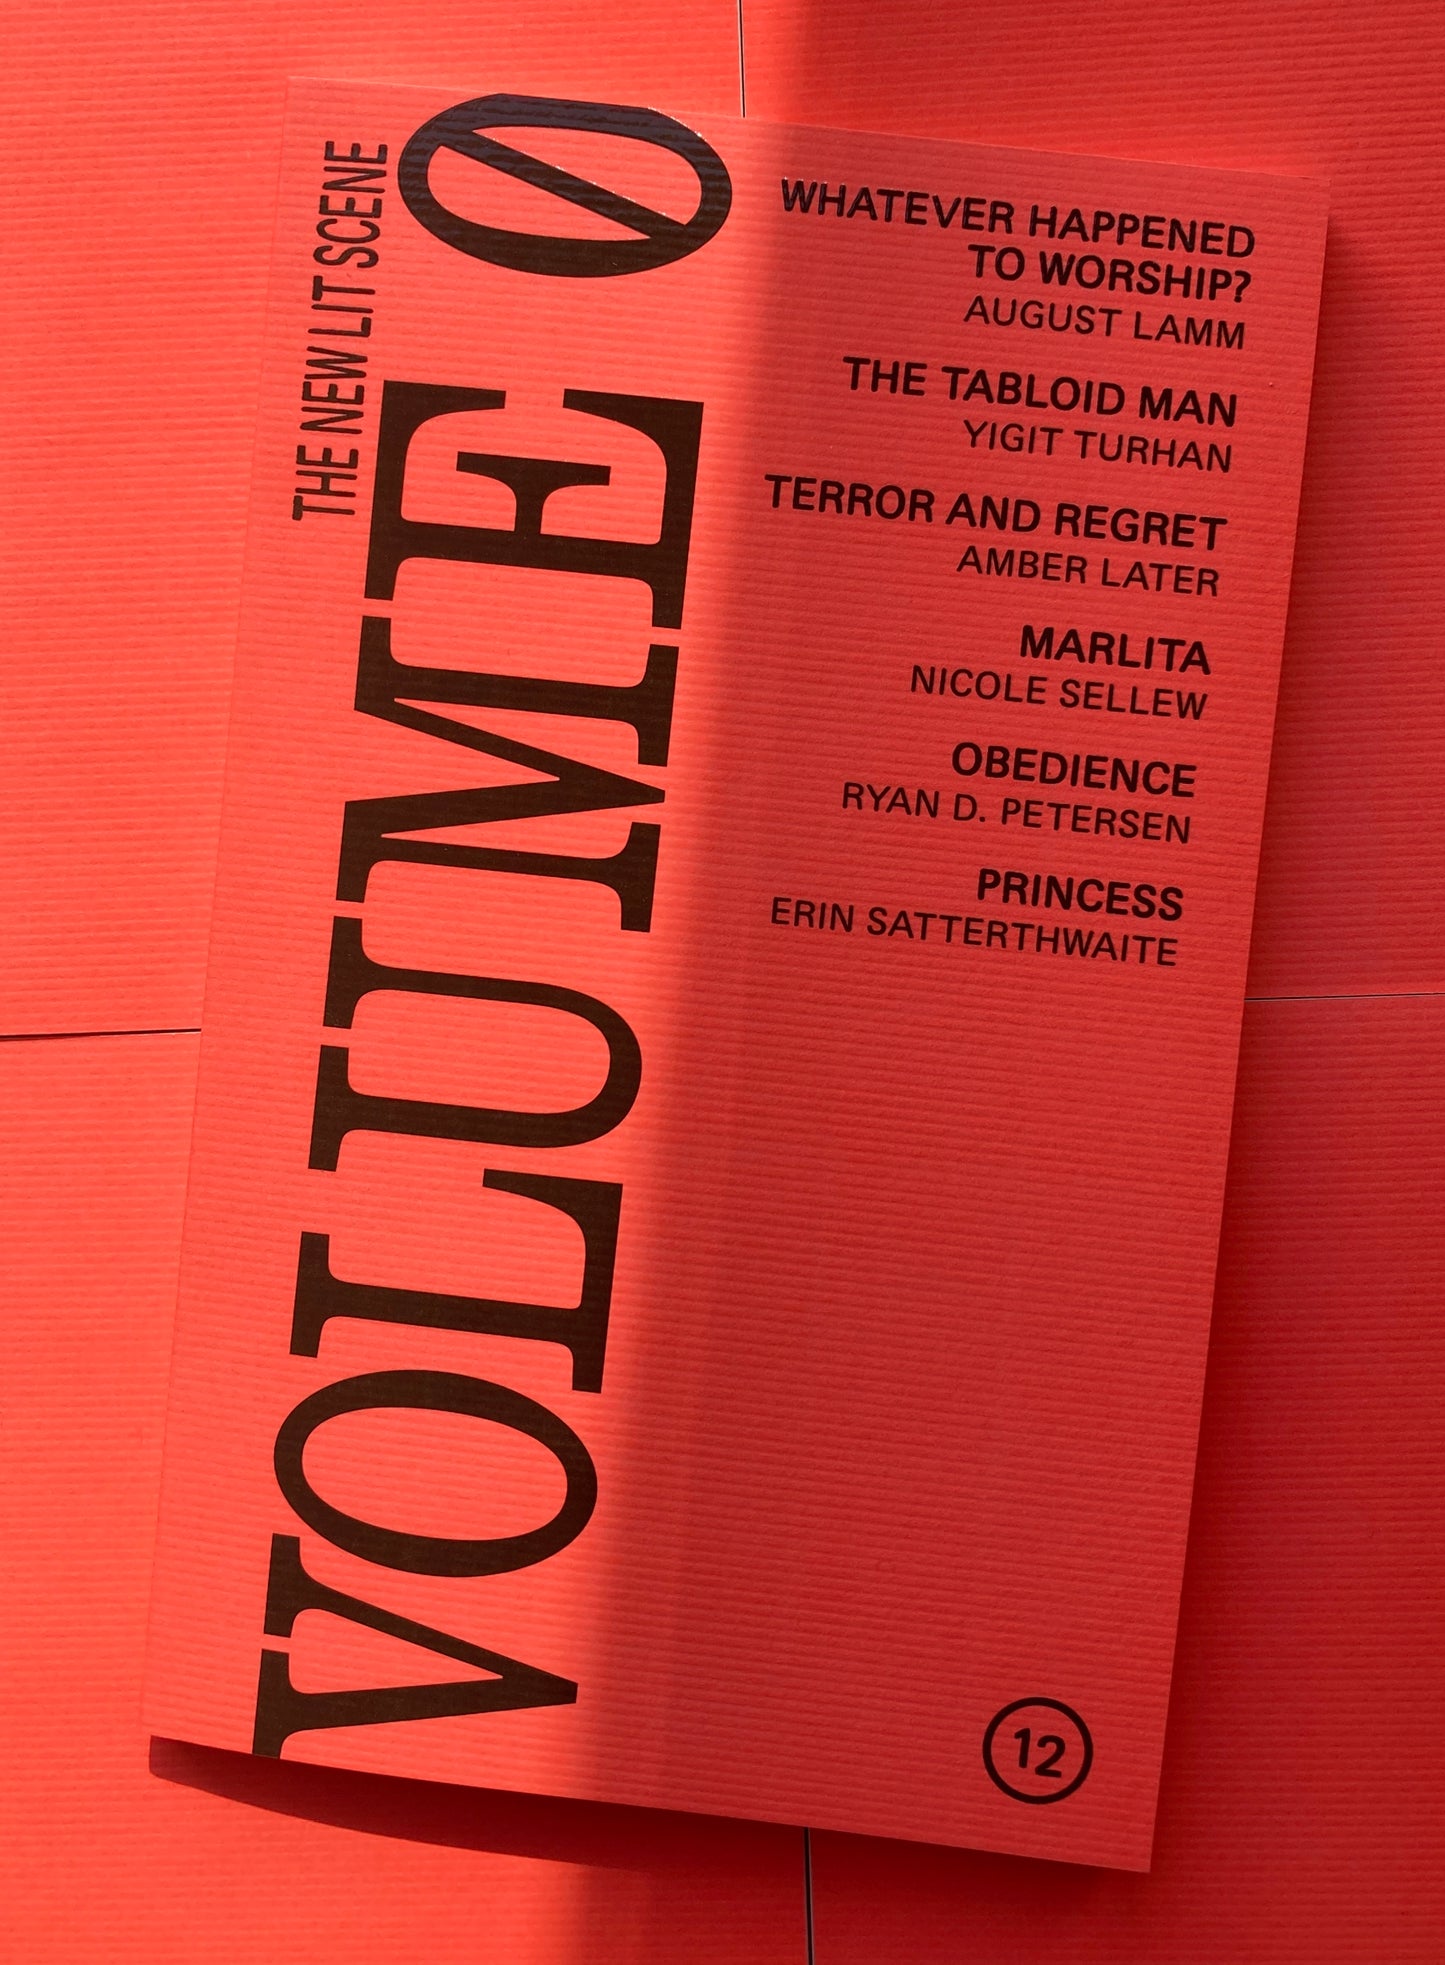 THE NEW LIT SCENE
VOLUME 0
WHATEVER HAPPENED
TO WORSHIP?
AUGUST LAMM
THE TABLOID MAN
YIGIT TURHAN
TERROR AND REGRET
AMBER LATER
MARLITA
NICOLE SELLEW
OBEDIENCE
RYAN D. PETERSEN
PRINCESS
ERIN SATTERTHWAITE
12